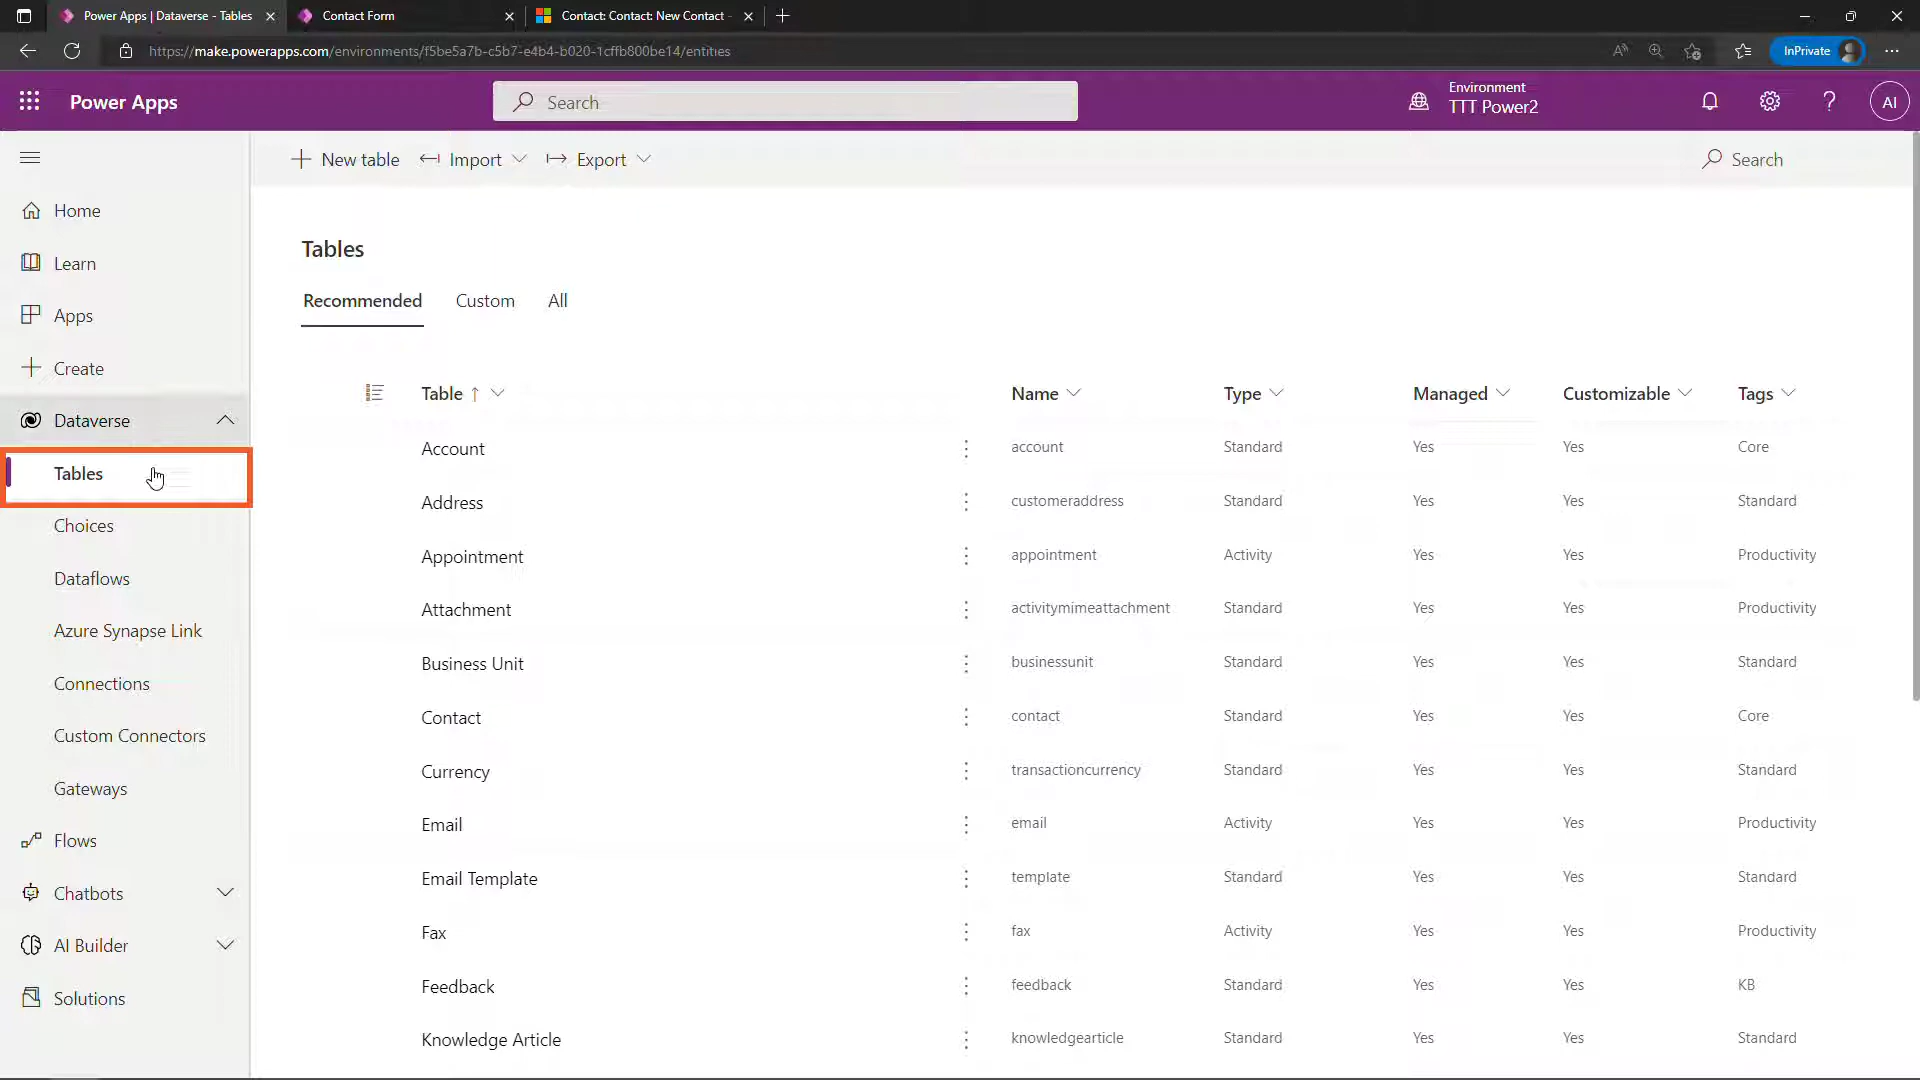 Power Apps | Dataverse - Tables
Contact Form
Contact: Contact: New Contact -
https://make.powerapps.com/environments/f5be5a7b-c5b7-e4b4-b020-1cffb800be14/entities
InPrivate
Power Apps
Search
Environment
TTT Power2
AI
New table
Import
Export
Search
Home
Learn
Apps
Create
Dataverse
Tables
Choices
Dataflows
Azure Synapse Link
Connections
Custom Connectors
Gateways
Flows
Chatbots
AI Builder
Solutions
Tables
Recommended Custom All
Table Name Type Managed Customizable Tags
Account account Standard Yes Yes Core
Address customeraddress Standard Yes Yes Standard
Appointment appointment Activity Yes Yes Productivity
Attachment activitymimeattachment Standard Yes Yes Productivity
Business Unit businessunit Standard Yes Yes Standard
Contact contact Standard Yes Yes Core
Currency transactioncurrency Standard Yes Yes Standard
Email email Activity Yes Yes Productivity
Email Template template Standard Yes Yes Standard
Fax fax Activity Yes Yes Productivity
Feedback feedback Standard Yes Yes KB
Knowledge Article knowledgearticle Standard Yes Yes Standard